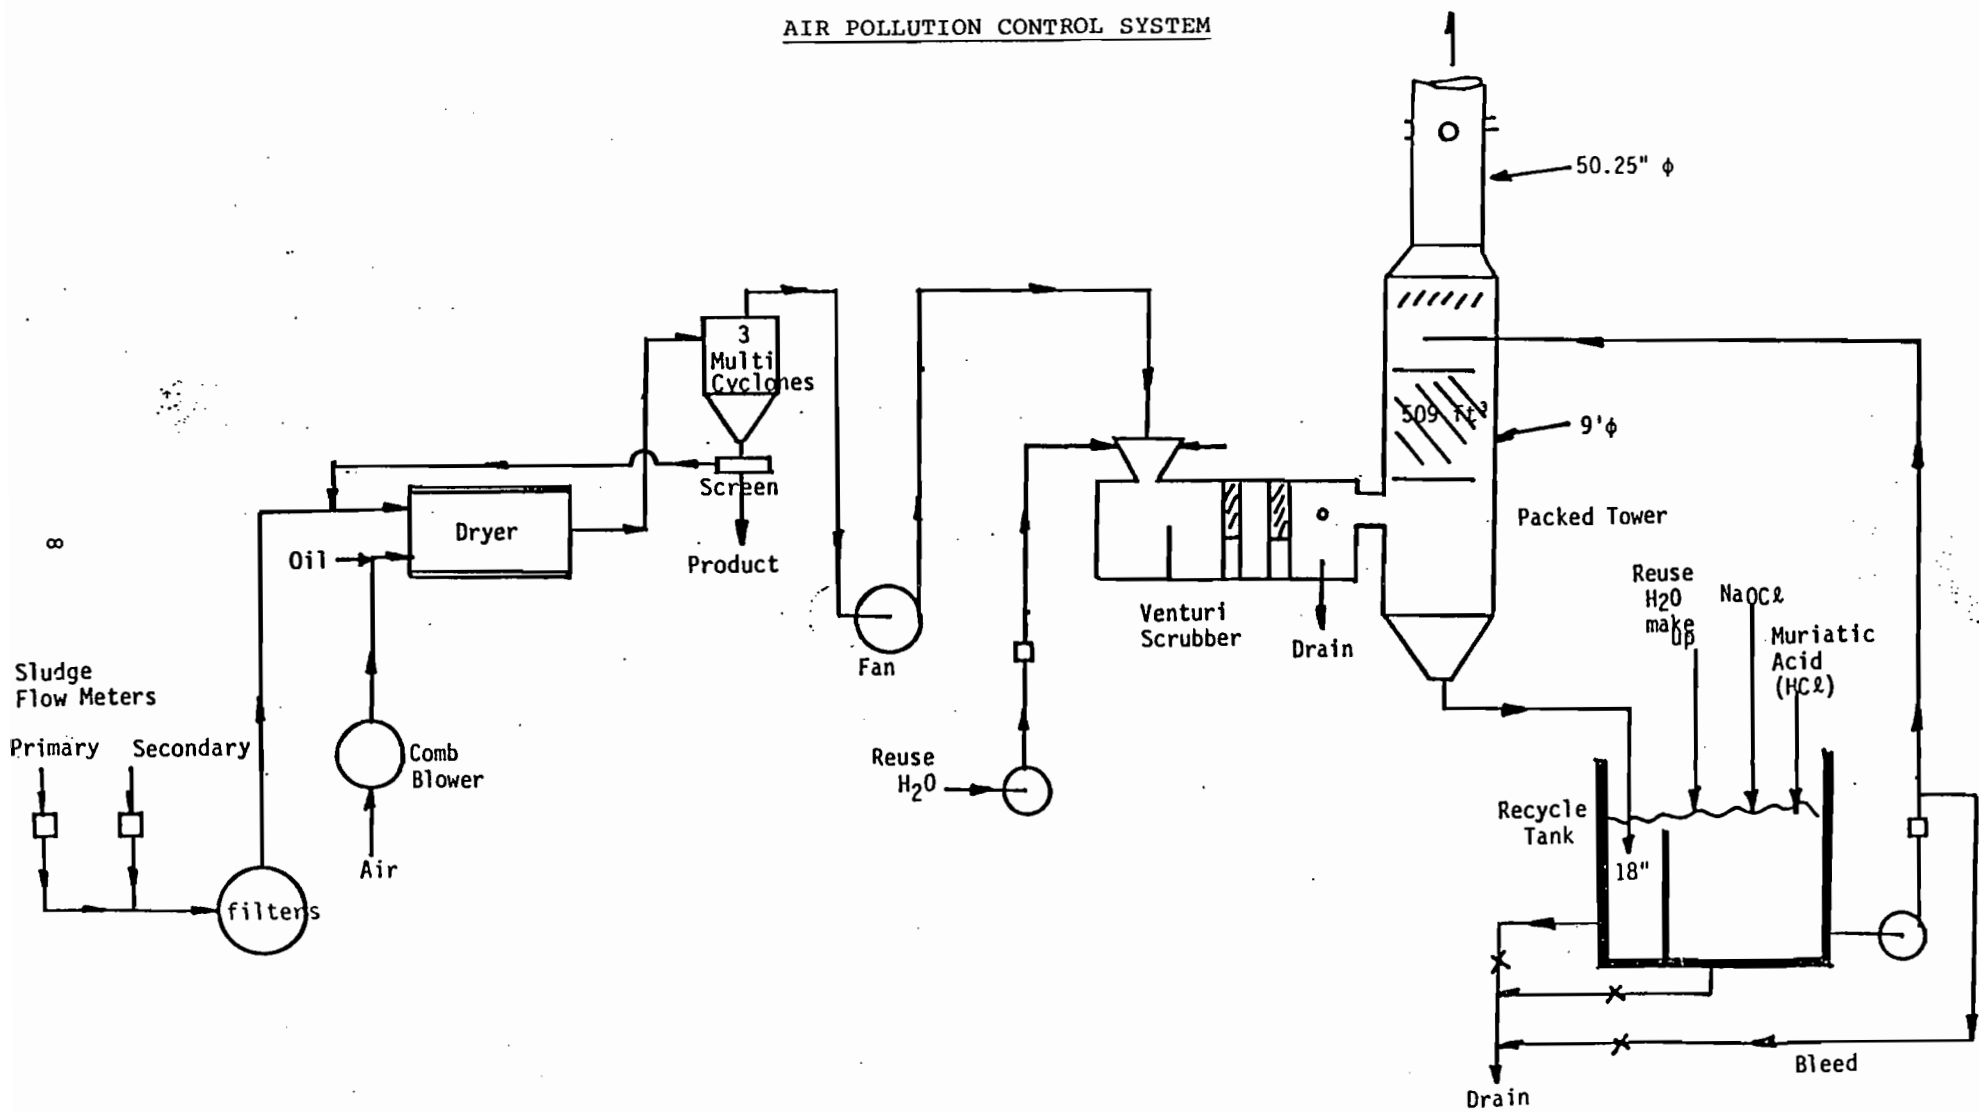 AIR POLLUTION CONTROL SYSTEM
50.25" ϕ
3
Multi
Cyclones
509 ft³
9'ϕ
Screen
Dryer
Packed Tower
∞
Oil
Product
Reuse
H2O
make
up
NaOCℓ
Venturi
Scrubber
Muriatic
Acid
(HCℓ)
Drain
Fan
Sludge
Flow Meters
Primary
Secondary
Comb
Blower
Reuse
H2O
Recycle
Tank
Air
18"
filters
Bleed
Drain